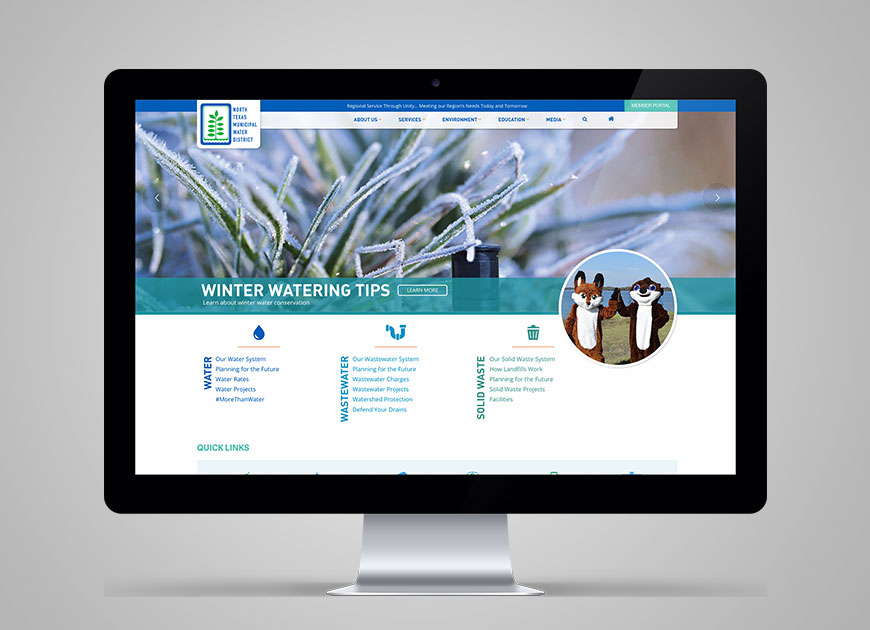 NORTH
TEXAS
MUNICIPAL
WATER
DISTRICT
Regional Service Through Unity... Meeting our Region's Needs Today and Tomorrow
MEMBER PORTAL
ABOUT US
SERVICES
ENVIRONMENT
EDUCATION
MEDIA
WINTER WATERING TIPS
LEARN MORE
Learn about winter water conservation
WATER
Our Water System
Planning for the Future
Water Rates
Water Projects
#MoreThanWater
WASTEWATER
Our Wastewater System
Planning for the Future
Wastewater Charges
Wastewater Projects
Watershed Protection
Defend Your Drains
SOLID WASTE
Our Solid Waste System
How Landfills Work
Planning for the Future
Solid Waste Projects
Facilities
QUICK LINKS